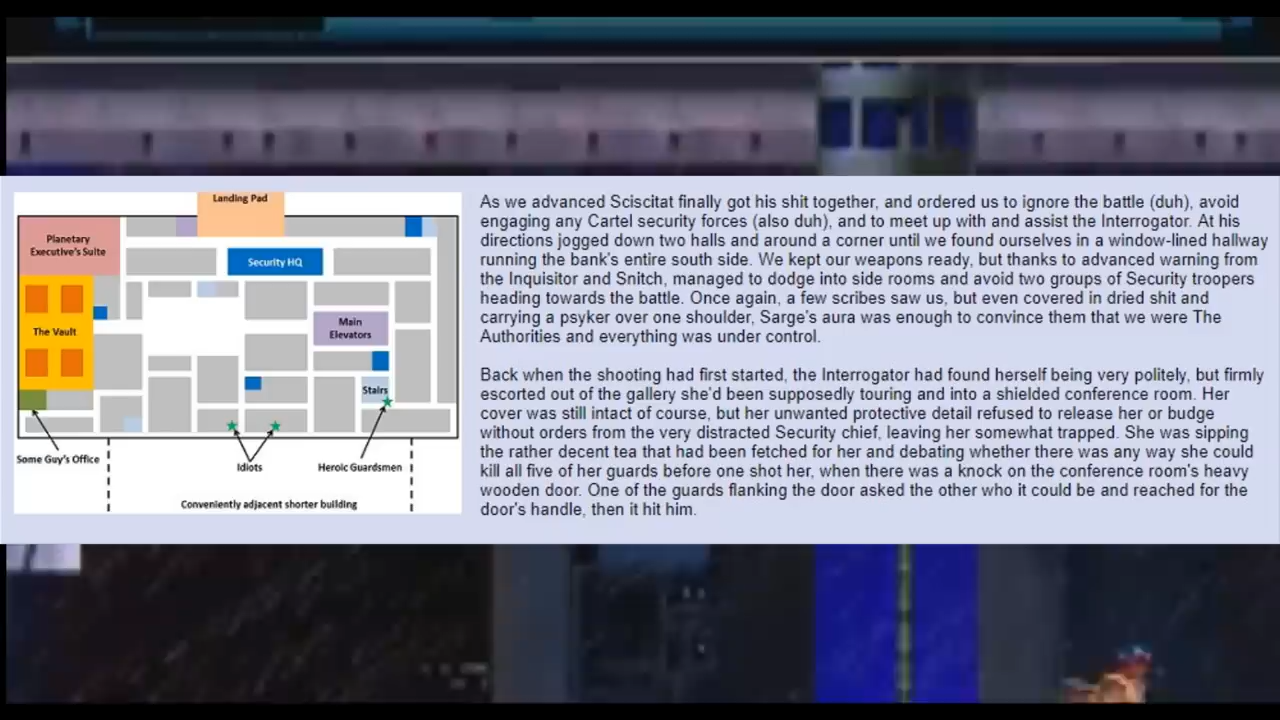 Landing Pad
Planetary
Executive's Suite
Security HQ
The Vault
Main
Elevators
Stairs
Some Guy's Office
Idiots
Heroic Guardsmen
Conveniently adjacent shorter building
As we advanced Sciscitat finally got his shit together, and ordered us to ignore the battle (duh), avoid
engaging any Cartel security forces (also duh), and to meet up with and assist the Interrogator. At his
directions jogged down two halls and around a corner until we found ourselves in a window-lined hallway
running the bank's entire south side. We kept our weapons ready, but thanks to advanced warning from
the Inquisitor and Snitch, managed to dodge into side rooms and avoid two groups of Security troopers
heading towards the battle. Once again, a few scribes saw us, but even covered in dried shit and
carrying a psyker over one shoulder, Sarge's aura was enough to convince them that we were The
Authorities and everything was under control.
Back when the shooting had first started, the Interrogator had found herself being very politely, but firmly
escorted out of the gallery she'd been supposedly touring and into a shielded conference room. Her
cover was still intact of course, but her unwanted protective detail refused to release her or budge
without orders from the very distracted Security chief, leaving her somewhat trapped. She was sipping
the rather decent tea that had been fetched for her and debating whether there was any way she could
kill all five of her guards before one shot her, when there was a knock on the conference room's heavy
wooden door. One of the guards flanking the door asked the other who it could be and reached for the
door's handle, then it hit him.